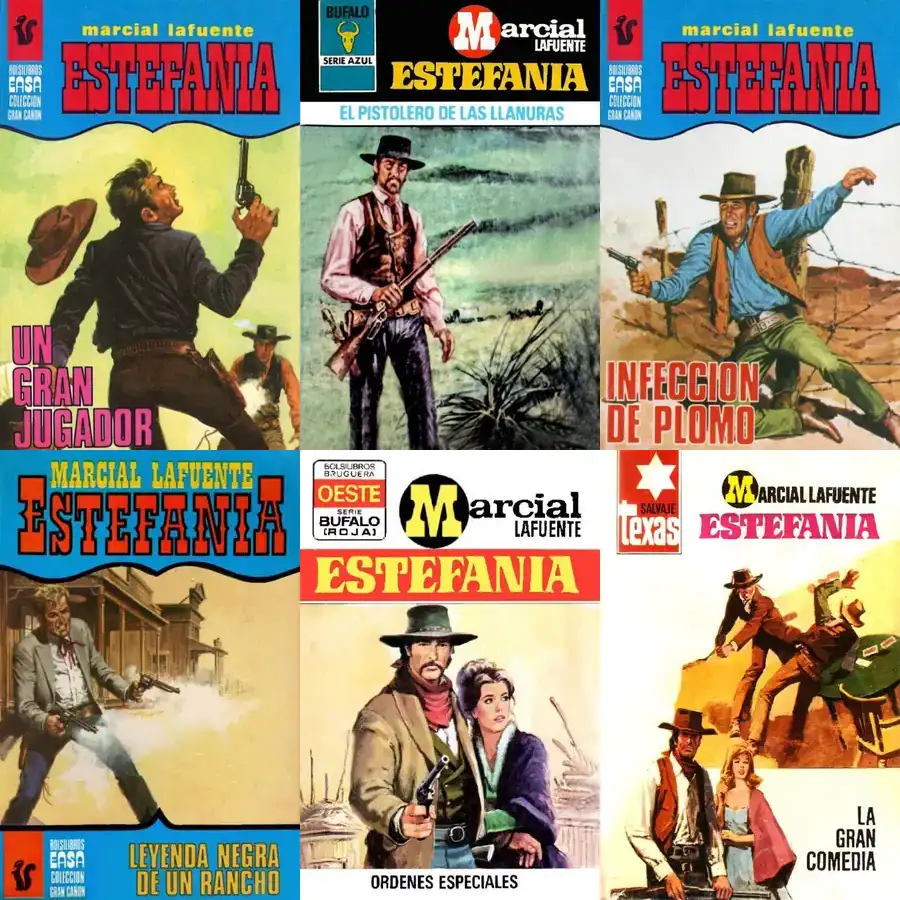 marcial lafuente
ESTEFANIA
BOLSILIBROS
EASA
COLECCION
GRAN CAÑON
UN
GRAN
JUGADOR
BUFALO
SERIE AZUL
Marcial
LAFUENTE
ESTEFANIA
EL PISTOLERO DE LAS LLANURAS
marcial lafuente
ESTEFANIA
BOLSILIBROS
EASA
COLECCION
GRAN CAÑON
INFECCION
DE PLOMO
MARCIAL LAFUENTE
ESTEFANIA
BOLSILIBROS
EASA
COLECCION
GRAN CAÑON
LEYENDA NEGRA
DE UN RANCHO
BOLSILIBROS
BRUGUERA
OESTE
SERIE
BUFALO
(ROJA)
Marcial
LAFUENTE
ESTEFANIA
ORDENES ESPECIALES
SALVAJE
texas
MARCIAL LAFUENTE
ESTEFANIA
LA
GRAN
COMEDIA